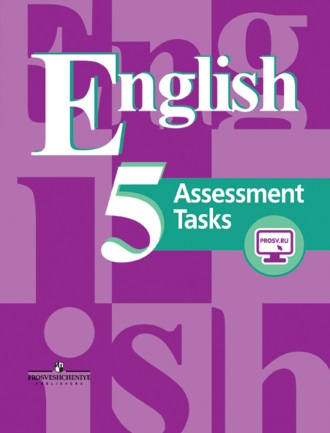 English
5
Assessment
Tasks
PROSV.RU
PROSVESHCHENIYE
PUBLISHERS